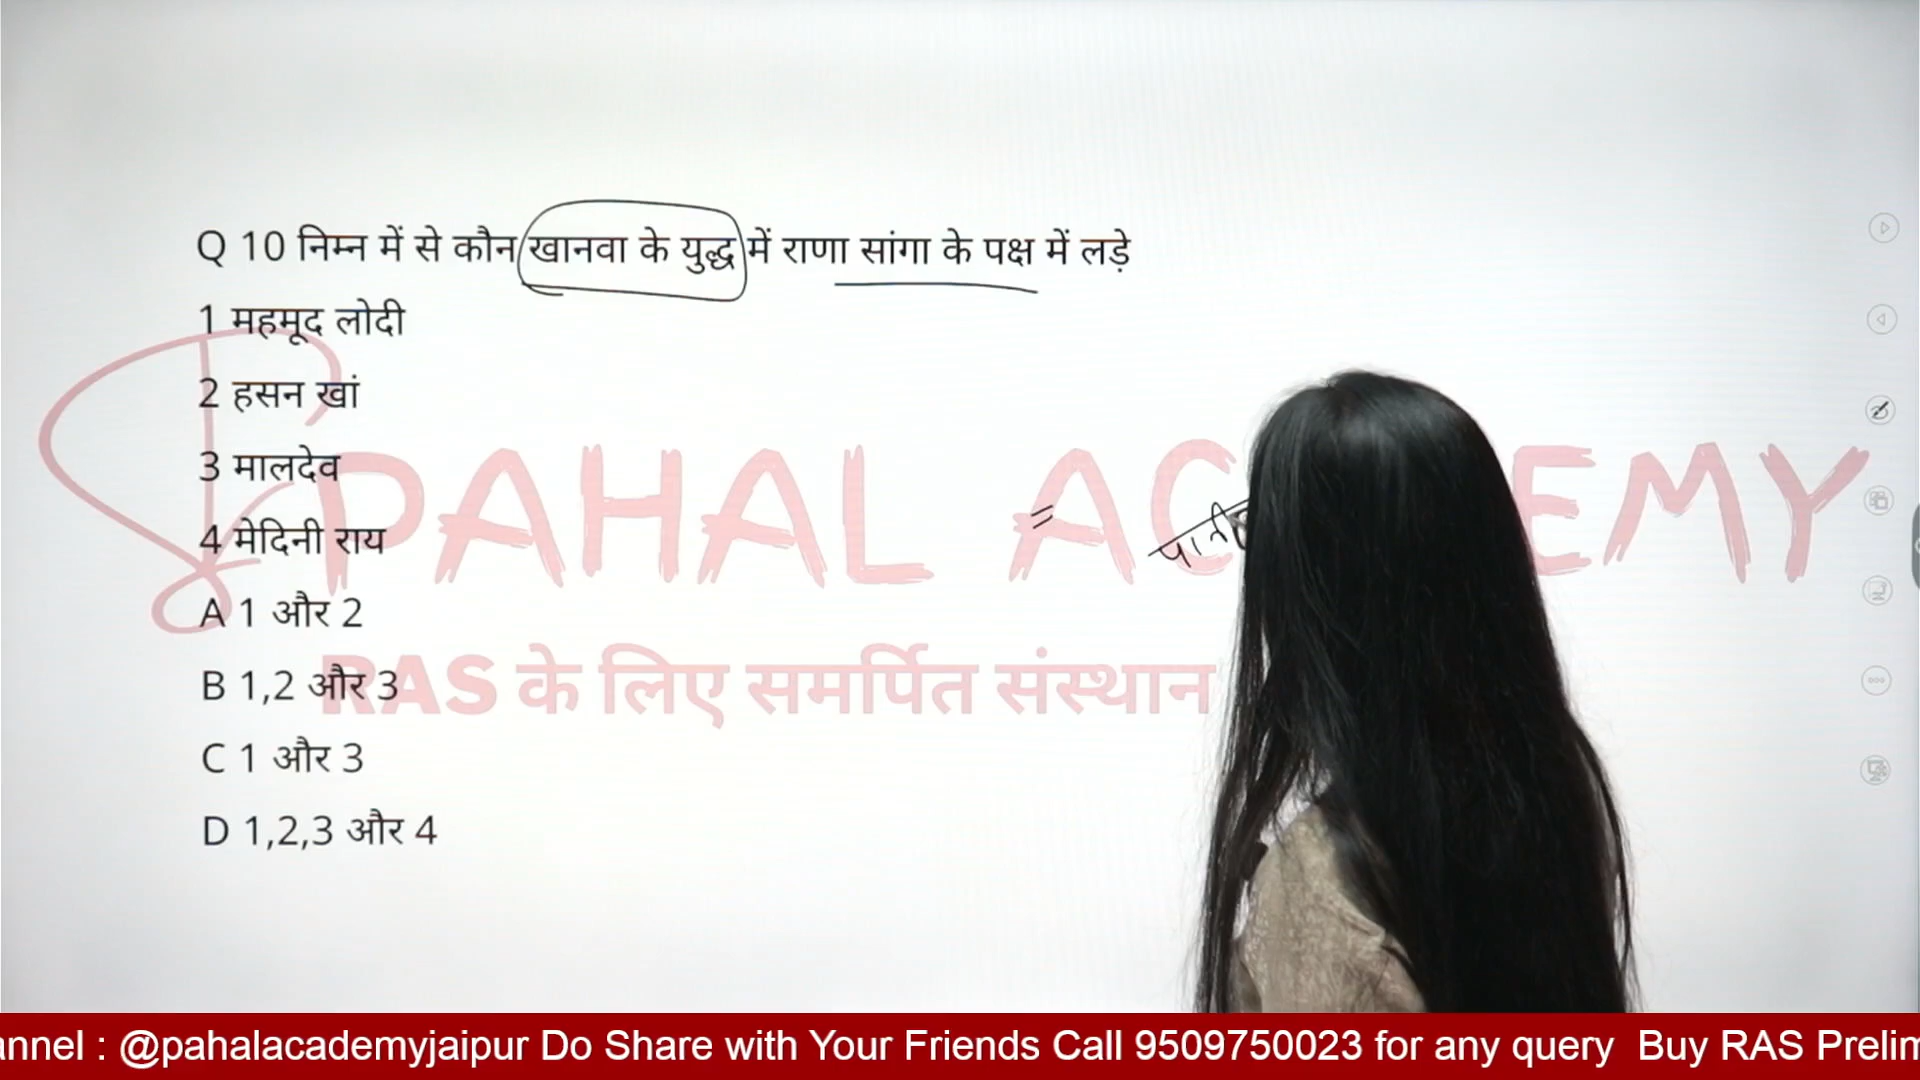 Q 10 निम्न में से कौन खानवा के युद्ध में राणा सांगा के पक्ष में लड़े
1 महमूद लोदी
2 हसन खां
3 मालदेव
4 मेदिनी राय
A 1 और 2
B 1,2 और 3
C 1 और 3
D 1,2,3 और 4
=
PAHAL ACADEMY
RAS के लिए समर्पित संस्थान
annel : @pahalacademyjaipur Do Share with Your Friends Call 9509750023 for any query Buy RAS Prelim